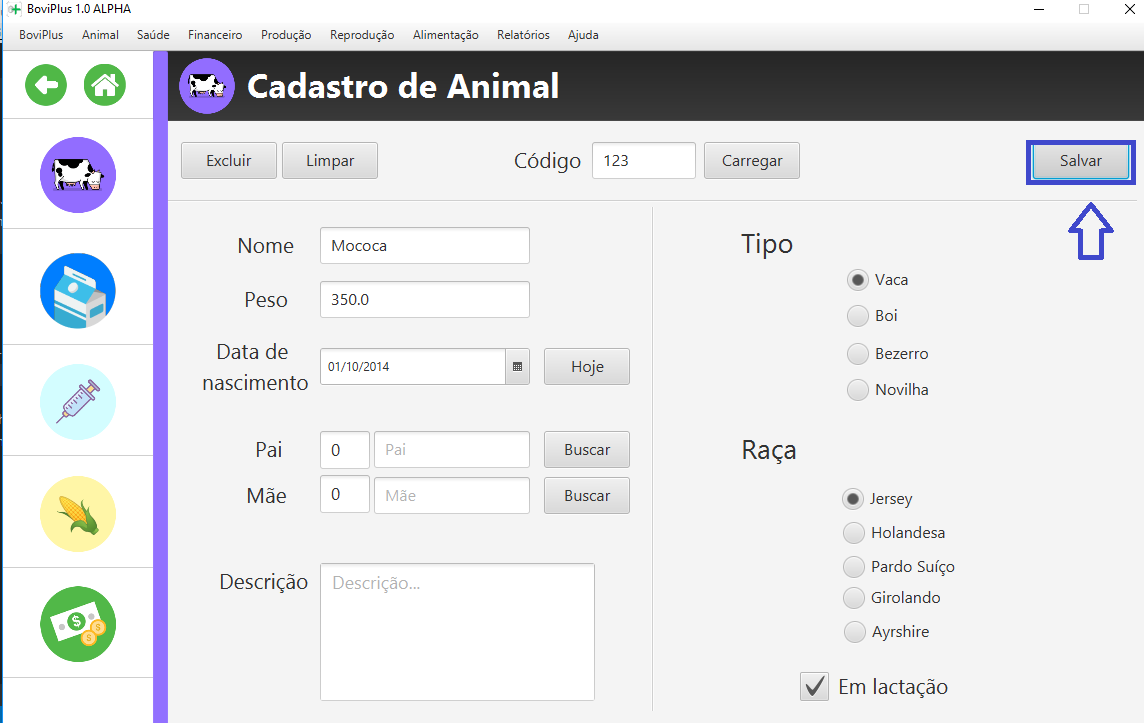 BoviPlus 1.0 ALPHA
BoviPlus Animal Saúde Financeiro Produção Reprodução Alimentação Relatórios Ajuda
Cadastro de Animal
Excluir Limpar Código 123 Carregar Salvar
Nome Mococa
Peso 350.0
Data de
nascimento
01/10/2014 Hoje
Pai 0 Pai Buscar
Mãe 0 Mãe Buscar
Descrição Descrição...
Tipo
Vaca
Boi
Bezerro
Novilha
Raça
Jersey
Holandesa
Pardo Suíço
Girolando
Ayrshire
Em lactação